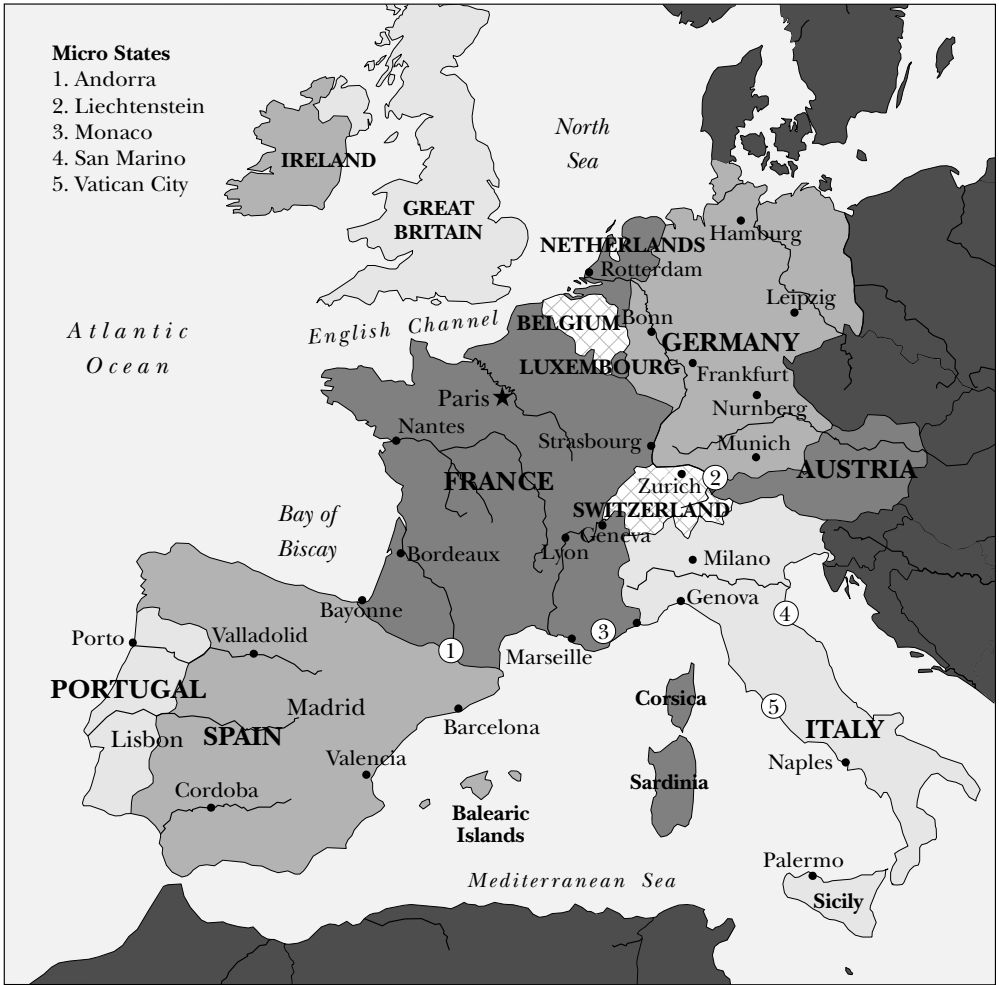 Micro States
1. Andorra
2. Liechtenstein
3. Monaco
4. San Marino
5. Vatican City
North
Sea
IRELAND
GREAT
BRITAIN
Hamburg
NETHERLANDS
Rotterdam
Leipzig
Atlantic
Ocean
English Channel
BELGIUM
Bonn
GERMANY
LUXEMBOURG
Frankfurt
Paris
Nurnberg
Nantes
Strasbourg
Munich
AUSTRIA
FRANCE
Zurich
2
SWITZERLAND
Bay of
Biscay
Geneva
Bordeaux
Lyon
Milano
Bayonne
Genova
Porto
Valladolid
4
3
1
Marseille
PORTUGAL
Madrid
Corsica
5
Lisbon
SPAIN
Barcelona
ITALY
Valencia
Naples
Cordoba
Sardinia
Balearic
Islands
Palermo
Mediterranean Sea
Sicily